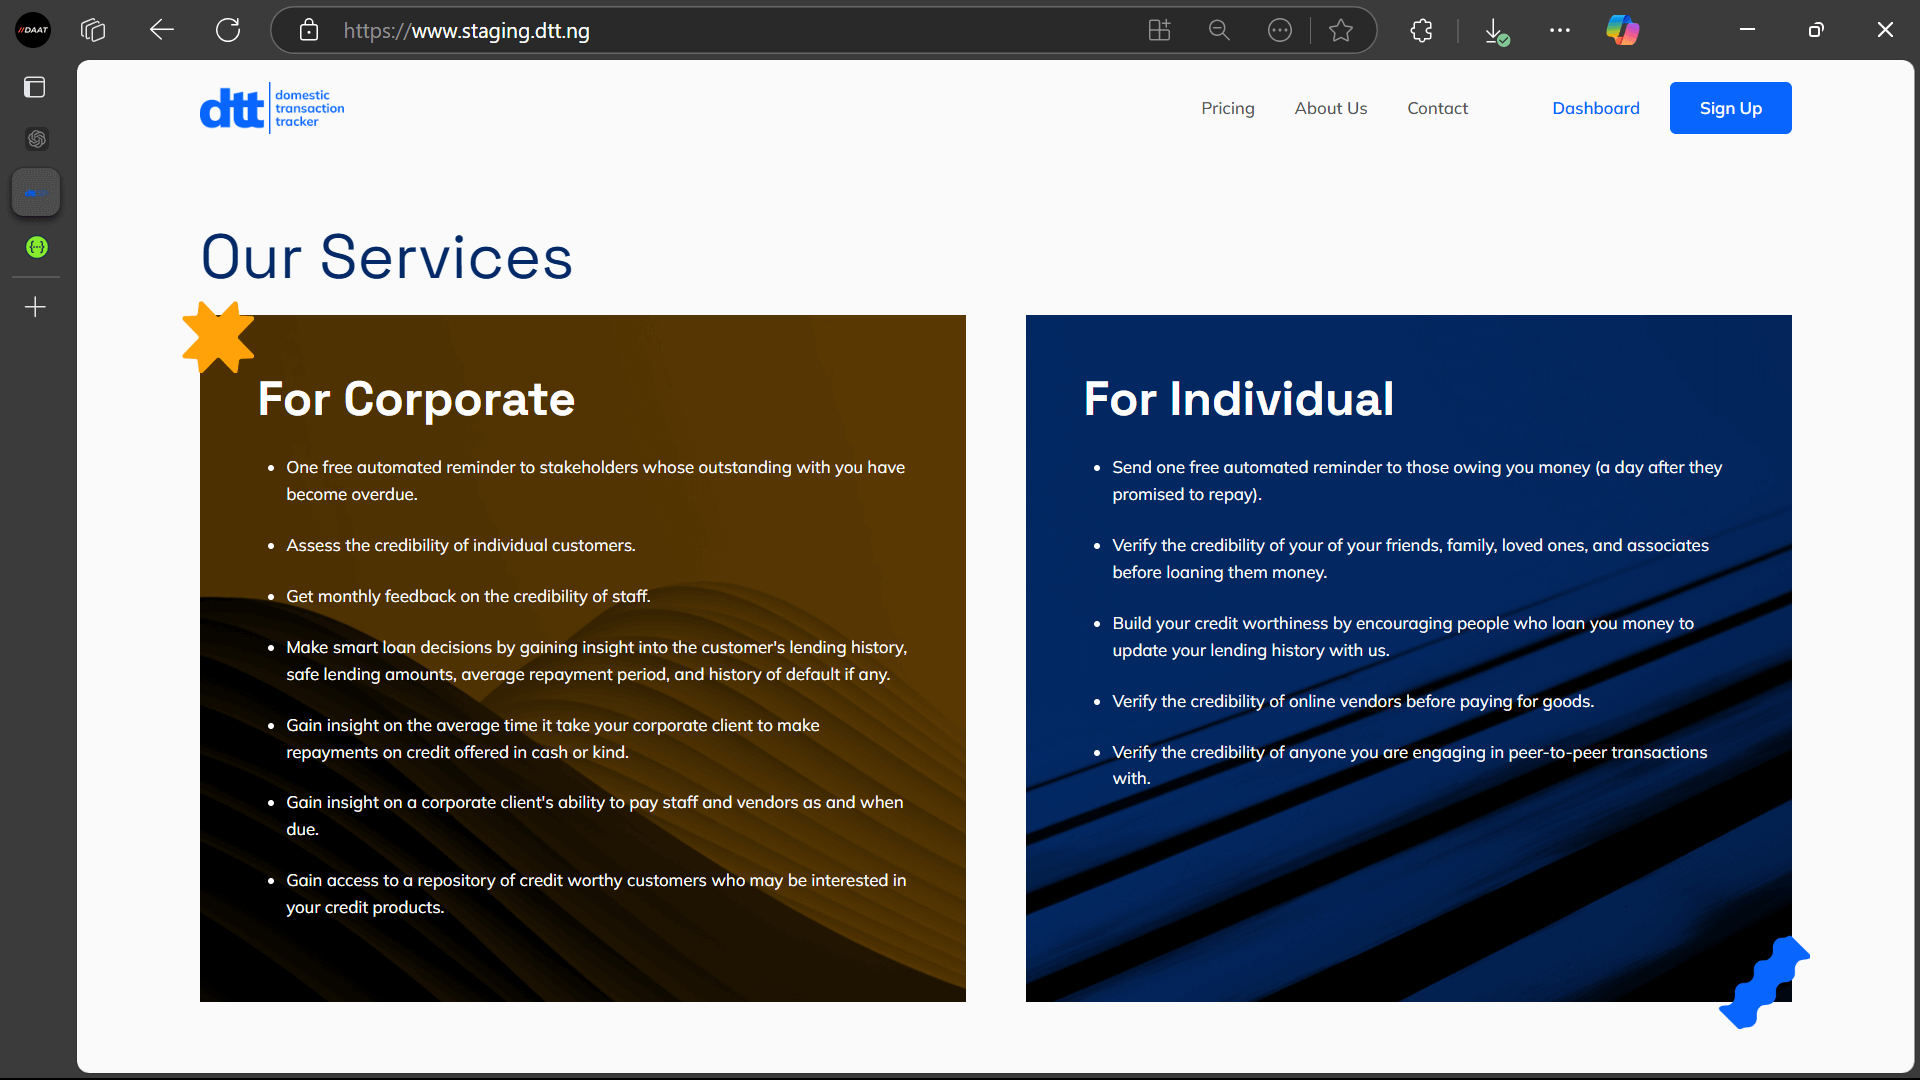 //DAAT
https://www.staging.dtt.ng
dtt
domestic
transaction
tracker
Pricing
About Us
Contact
Dashboard
Sign Up
Our Services
For Corporate
One free automated reminder to stakeholders whose outstanding with you have
become overdue.
Assess the credibility of individual customers.
Get monthly feedback on the credibility of staff.
Make smart loan decisions by gaining insight into the customer's lending history,
safe lending amounts, average repayment period, and history of default if any.
Gain insight on the average time it take your corporate client to make
repayments on credit offered in cash or kind.
Gain insight on a corporate client's ability to pay staff and vendors as and when
due.
Gain access to a repository of credit worthy customers who may be interested in
your credit products.
For Individual
Send one free automated reminder to those owing you money (a day after they
promised to repay).
Verify the credibility of your of your friends, family, loved ones, and associates
before loaning them money.
Build your credit worthiness by encouraging people who loan you money to
update your lending history with us.
Verify the credibility of online vendors before paying for goods.
Verify the credibility of anyone you are engaging in peer-to-peer transactions
with.